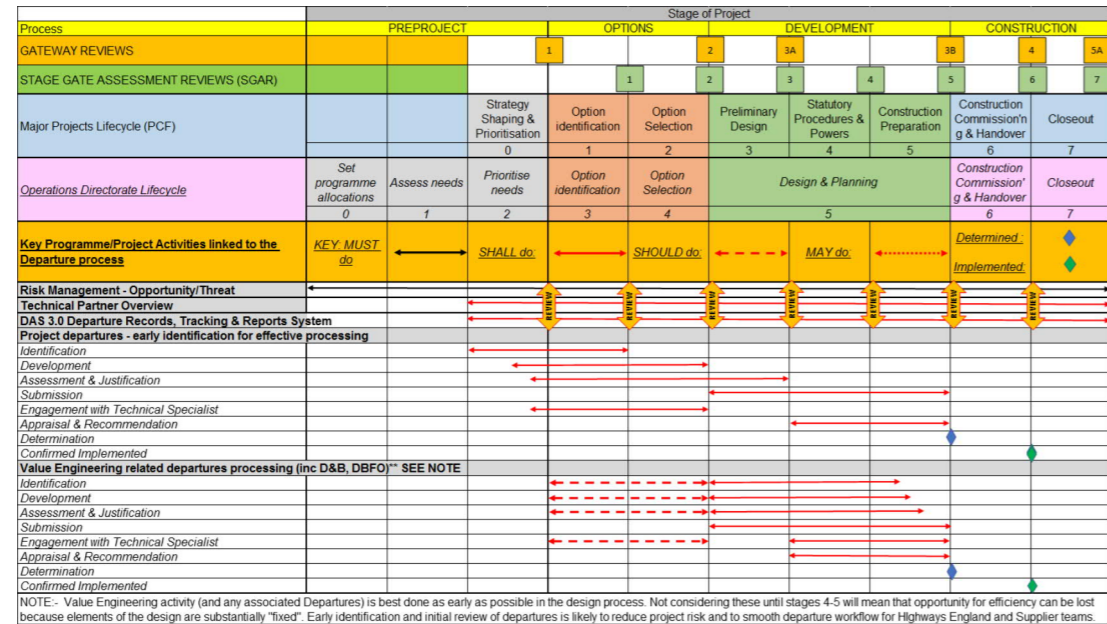 Stage of Project
Process PREPROJECT OPTIONS DEVELOPMENT CONSTRUCTION
GATEWAY REVIEWS 1 2 3A 3B 4 5A
STAGE GATE ASSESSMENT REVIEWS (SGAR) 1 2 3 4 5 6 7
Major Projects Lifecycle (PCF)
Strategy
Shaping &
Prioritisation
0
Option
identification
1
Option
Selection
2
Preliminary
Design
3
Statutory
Procedures &
Powers
4
Construction
Preparation
5
Construction
Commission'n
g & Handover
6
Closeout
7
Operations Directorate Lifecycle
Set
programme
allocations
0
Assess needs
1
Prioritise
needs
2
Option
identification
3
Option
Selection
4
Design & Planning
5
Construction
Commission'
g & Handover
6
Closeout
7
Key Programme/Project Activities linked to the
Departure process
KEY: MUST
do
SHALL do:
SHOULD do:
MAY do:
Determined :
Implemented:
Risk Management - Opportunity/Threat
Technical Partner Overview
DAS 3.0 Departure Records, Tracking & Reports System
REVIEW REVIEW REVIEW REVIEW REVIEW REVIEW REVIEW
Project departures - early identification for effective processing
Identification
Development
Assessment & Justification
Submission
Engagement with Technical Specialist
Appraisal & Recommendation
Determination
Confirmed Implemented
Value Engineering related departures processing (inc D&B, DBFO)** SEE NOTE
Identification
Development
Assessment & Justification
Submission
Engagement with Technical Specialist
Appraisal & Recommendation
Determination
Confirmed Implemented
NOTE:- Value Engineering activity (and any associated Departures) is best done as early as possible in the design process. Not considering these until stages 4-5 will mean that opportunity for efficiency can be lost
because elements of the design are substantially "fixed". Early identification and initial review of departures is likely to reduce project risk and to smooth departure workflow for HIghways England and Supplier teams.